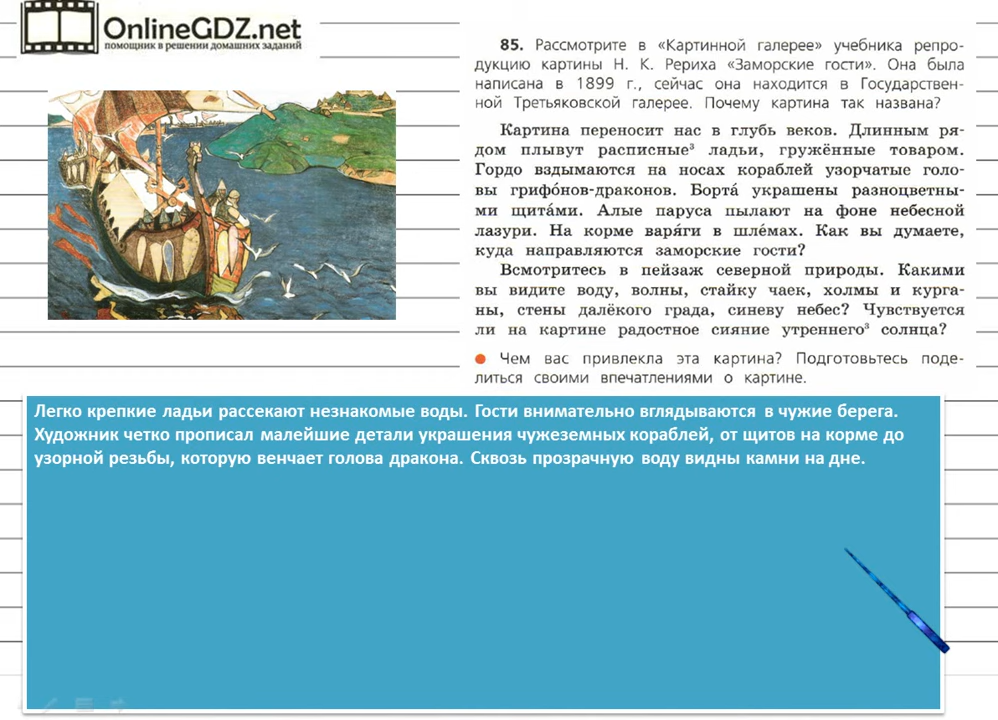 OnlineGDZ.net
помощник в решении домашних заданий
85. Рассмотрите в «Картинной галерее» учебника репро-
дукцию картины Н. К. Рериха «Заморские гости». Она была
написана в 1899 г., сейчас она находится в Государствен-
ной Третьяковской галерее. Почему картина так названа?
Картина переносит нас в глубь веков. Длинным ря-
дом плывут расписные³ ладьи, гружённые товаром.
Гордо вздымаются на носах кораблей узорчатые голо-
вы грифо́нов-драконов. Борта́ украшены разноцветны-
ми щита́ми. Алые паруса пылают на фоне небесной
лазури. На корме варя́ги в шле́мах. Как вы думаете,
куда направляются заморские гости?
Всмотритесь в пейзаж северной природы. Какими
вы видите воду, волны, стайку чаек, холмы и курга-
ны, стены далёкого града, синеву небес? Чувствуется
ли на картине радостное сияние утреннего³ солнца?
● Чем вас привлекла эта картина? Подготовьтесь поде-
литься своими впечатлениями о картине.
Легко крепкие ладьи рассекают незнакомые воды. Гости внимательно вглядываются в чужие берега.
Художник четко прописал малейшие детали украшения чужеземных кораблей, от щитов на корме до
узорной резьбы, которую венчает голова дракона. Сквозь прозрачную воду видны камни на дне.